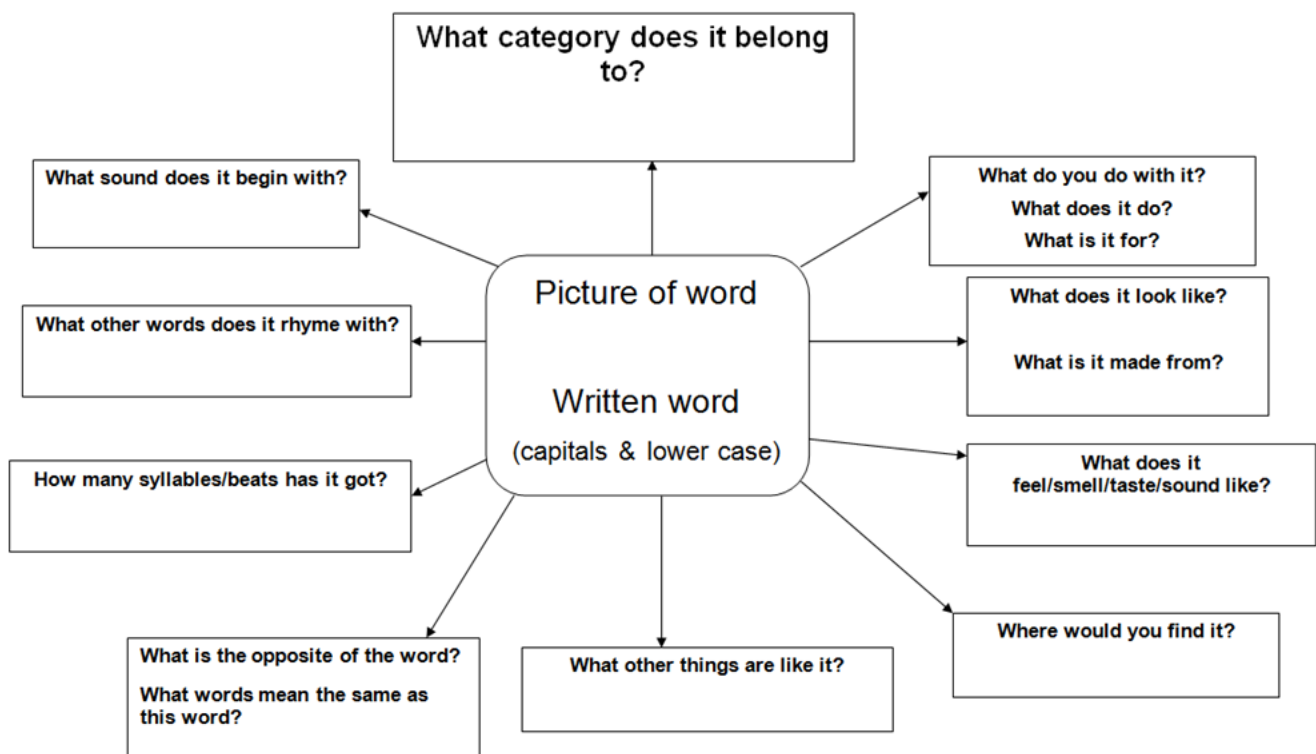 What category does it belong
to?
What sound does it begin with?
What do you do with it?
What does it do?
What is it for?
Picture of word
Written word
(capitals & lower case)
What other words does it rhyme with?
What does it look like?
What is it made from?
How many syllables/beats has it got?
What does it
feel/smell/taste/sound like?
What is the opposite of the word?
What words mean the same as
this word?
What other things are like it?
Where would you find it?